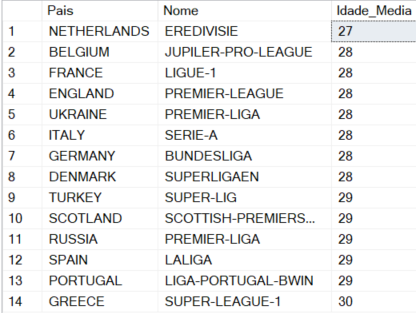 Pais Nome Idade_Media
1 NETHERLANDS EREDIVISIE 27
2 BELGIUM JUPILER-PRO-LEAGUE 28
3 FRANCE LIGUE-1 28
4 ENGLAND PREMIER-LEAGUE 28
5 UKRAINE PREMIER-LIGA 28
6 ITALY SERIE-A 28
7 GERMANY BUNDESLIGA 28
8 DENMARK SUPERLIGAEN 28
9 TURKEY SUPER-LIG 29
10 SCOTLAND SCOTTISH-PREMIERS... 29
11 RUSSIA PREMIER-LIGA 29
12 SPAIN LALIGA 29
13 PORTUGAL LIGA-PORTUGAL-BWIN 29
14 GREECE SUPER-LEAGUE-1 30